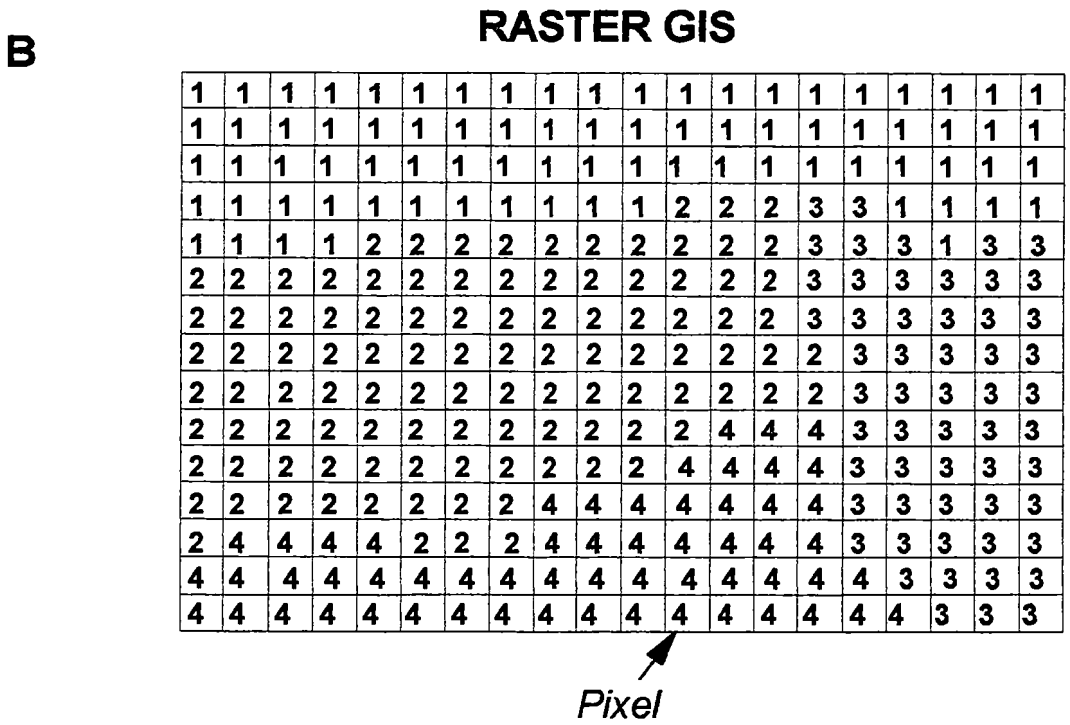 RASTER GIS
B
1 1 1 1 1 1 1 1 1 1 1 1 1 1 1 1 1 1 1 1
1 1 1 1 1 1 1 1 1 1 1 1 1 1 1 1 1 1 1 1
1 1 1 1 1 1 1 1 1 1 1 1 1 1 1 1 1 1 1 1
1 1 1 1 1 1 1 1 1 1 1 2 2 2 3 3 1 1 1 1
1 1 1 1 2 2 2 2 2 2 2 2 2 2 3 3 3 1 3 3
2 2 2 2 2 2 2 2 2 2 2 2 2 2 3 3 3 3 3 3
2 2 2 2 2 2 2 2 2 2 2 2 2 2 3 3 3 3 3 3
2 2 2 2 2 2 2 2 2 2 2 2 2 2 2 3 3 3 3 3
2 2 2 2 2 2 2 2 2 2 2 2 2 2 2 3 3 3 3 3
2 2 2 2 2 2 2 2 2 2 2 2 4 4 4 3 3 3 3 3
2 2 2 2 2 2 2 2 2 2 2 4 4 4 4 3 3 3 3 3
2 2 2 2 2 2 2 2 4 4 4 4 4 4 4 3 3 3 3 3
2 4 4 4 4 2 2 2 4 4 4 4 4 4 4 3 3 3 3 3
4 4 4 4 4 4 4 4 4 4 4 4 4 4 4 4 3 3 3 3
4 4 4 4 4 4 4 4 4 4 4 4 4 4 4 4 4 3 3 3
Pixel